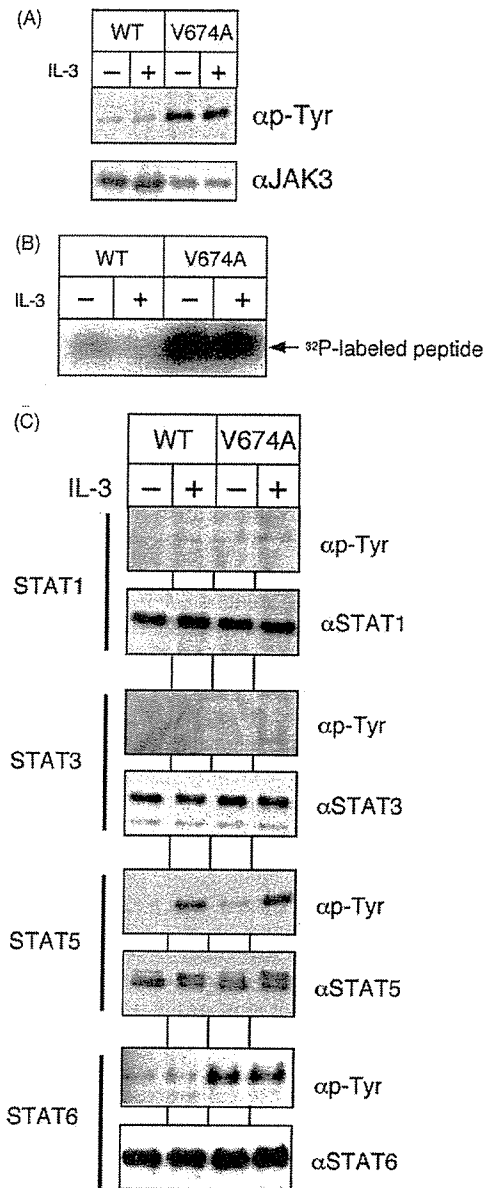 (A)
WT V674A
IL-3 − + − +
αp-Tyr
αJAK3
(B)
WT V674A
IL-3 − + − +
³²P-labeled peptide
(C)
WT V674A
IL-3 − + − +
STAT1
αp-Tyr
αSTAT1
STAT3
αp-Tyr
αSTAT3
STAT5
αp-Tyr
αSTAT5
STAT6
αp-Tyr
αSTAT6